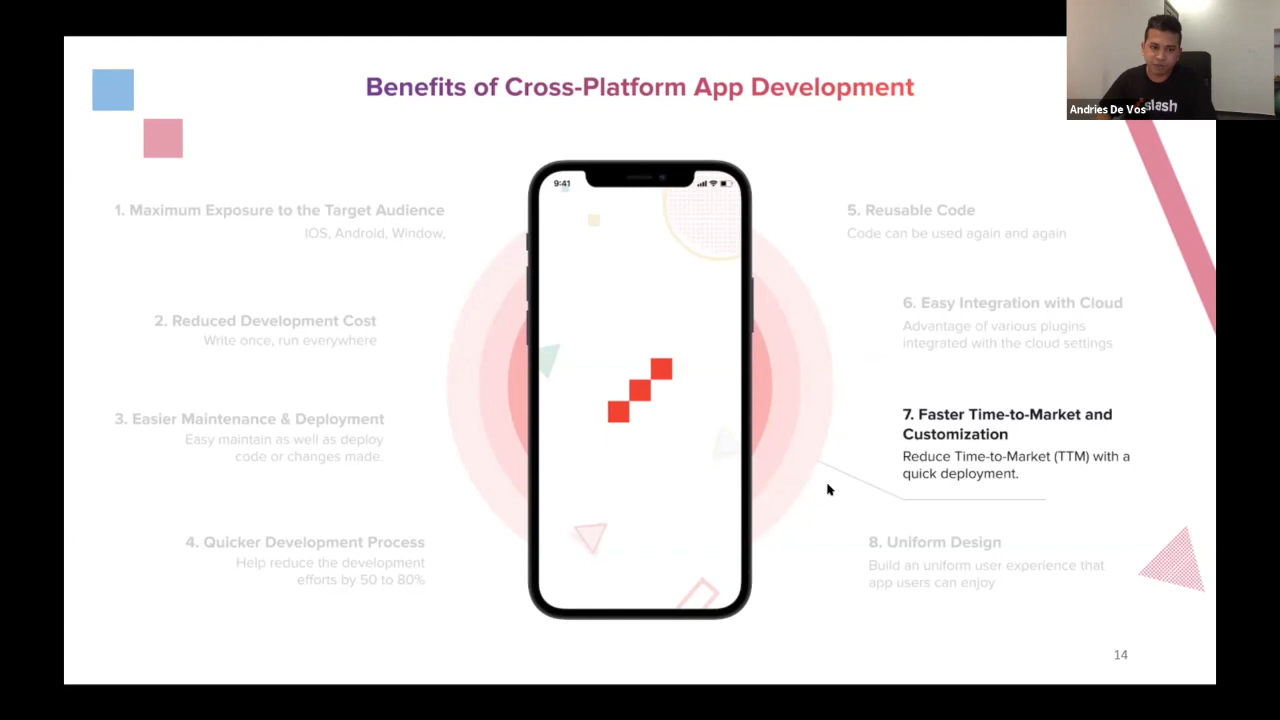 Benefits of Cross-Platform App Development
Andries De Vos
slash
9:41
1. Maximum Exposure to the Target Audience
IOS, Android, Window,
2. Reduced Development Cost
Write once, run everywhere
3. Easier Maintenance & Deployment
Easy maintain as well as deploy
code or changes made.
4. Quicker Development Process
Help reduce the development
efforts by 50 to 80%
5. Reusable Code
Code can be used again and again
6. Easy Integration with Cloud
Advantage of various plugins
integrated with the cloud settings
7. Faster Time-to-Market and
Customization
Reduce Time-to-Market (TTM) with a
quick deployment.
8. Uniform Design
Build an uniform user experience that
app users can enjoy
14